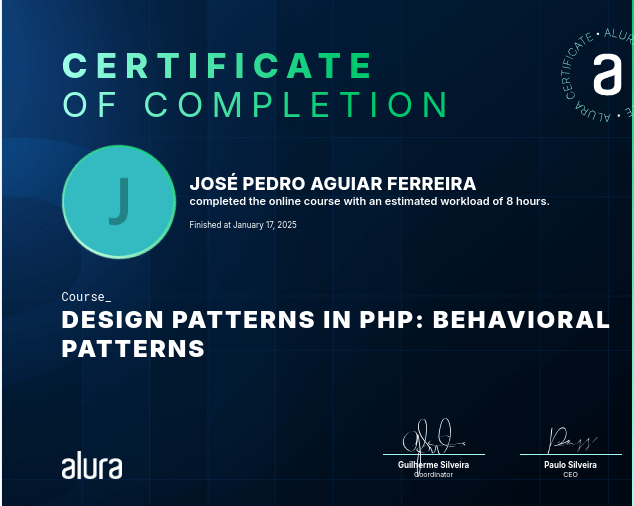 CERTIFICATE
OF COMPLETION
CERTIFICATE • ALUR
a
E • ALURA
J
JOSÉ PEDRO AGUIAR FERREIRA
completed the online course with an estimated workload of 8 hours.
Finished at January 17, 2025
Course_
DESIGN PATTERNS IN PHP: BEHAVIORAL
PATTERNS
alura
Guilherme Silveira
Coordinator
Paulo Silveira
CEO